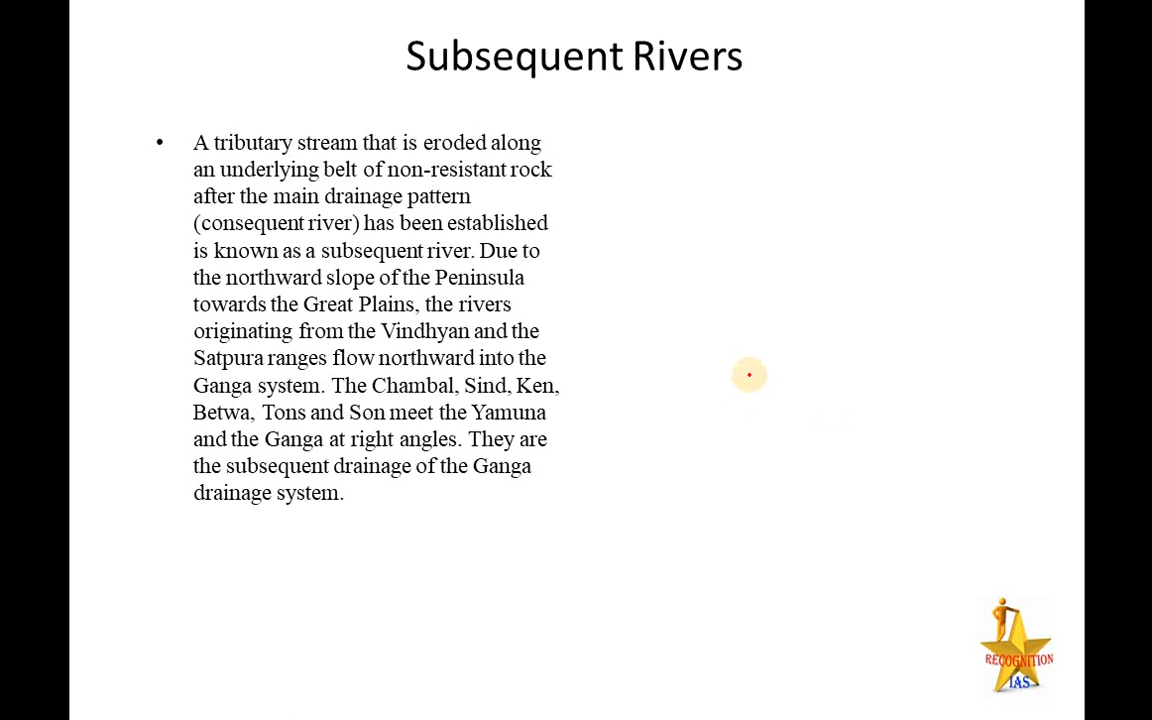 Subsequent Rivers
• A tributary stream that is eroded along
an underlying belt of non-resistant rock
after the main drainage pattern
(consequent river) has been established
is known as a subsequent river. Due to
the northward slope of the Peninsula
towards the Great Plains, the rivers
originating from the Vindhyan and the
Satpura ranges flow northward into the
Ganga system. The Chambal, Sind, Ken,
Betwa, Tons and Son meet the Yamuna
and the Ganga at right angles. They are
the subsequent drainage of the Ganga
drainage system.
RECOGNITION
IAS